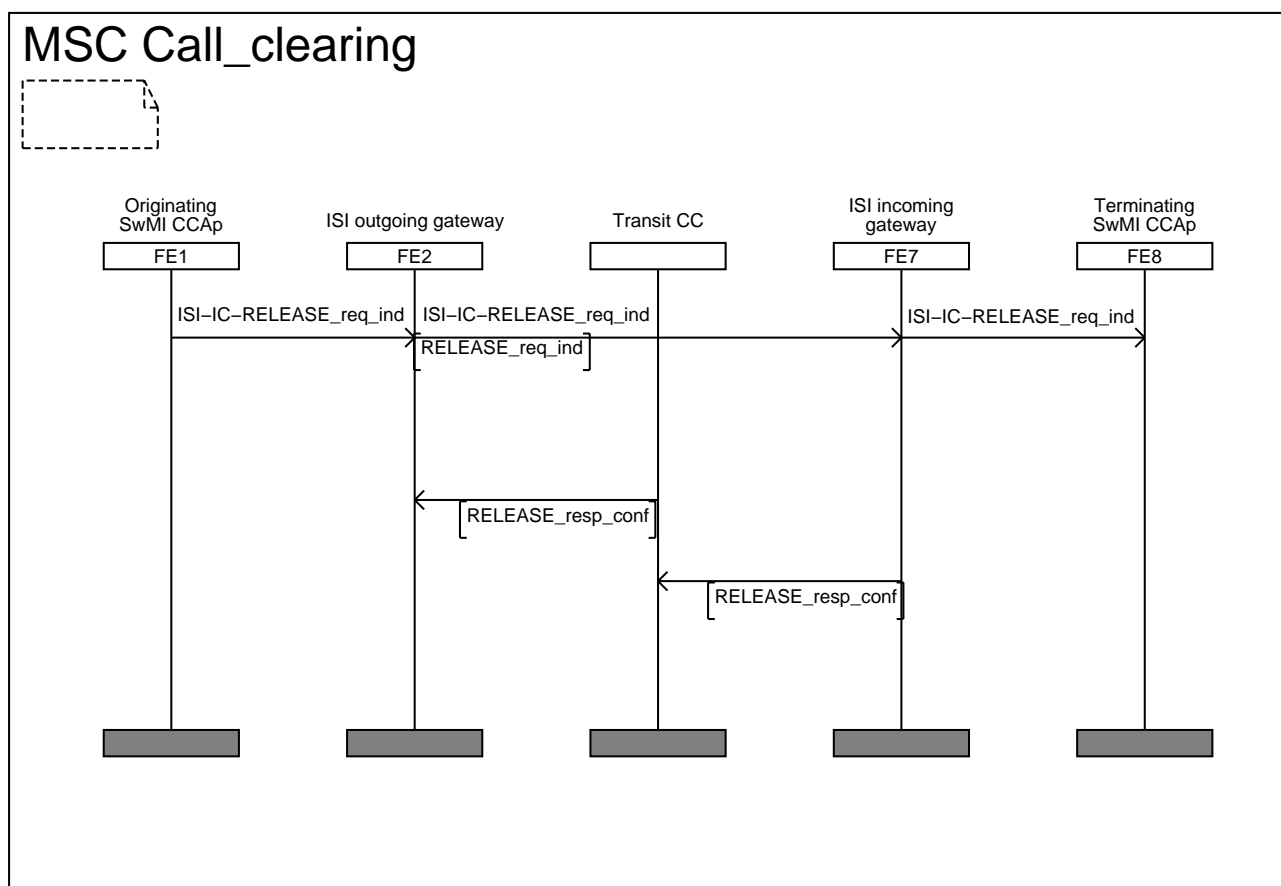 MSC Call_clearing
Originating
SwMI CCAp
ISI outgoing gateway
Transit CC
ISI incoming
gateway
Terminating
SwMI CCAp
FE1
FE2
FE7
FE8
ISI–IC–RELEASE_req_ind
ISI–IC–RELEASE_req_ind
ISI–IC–RELEASE_req_ind
RELEASE_req_ind
RELEASE_resp_conf
RELEASE_resp_conf